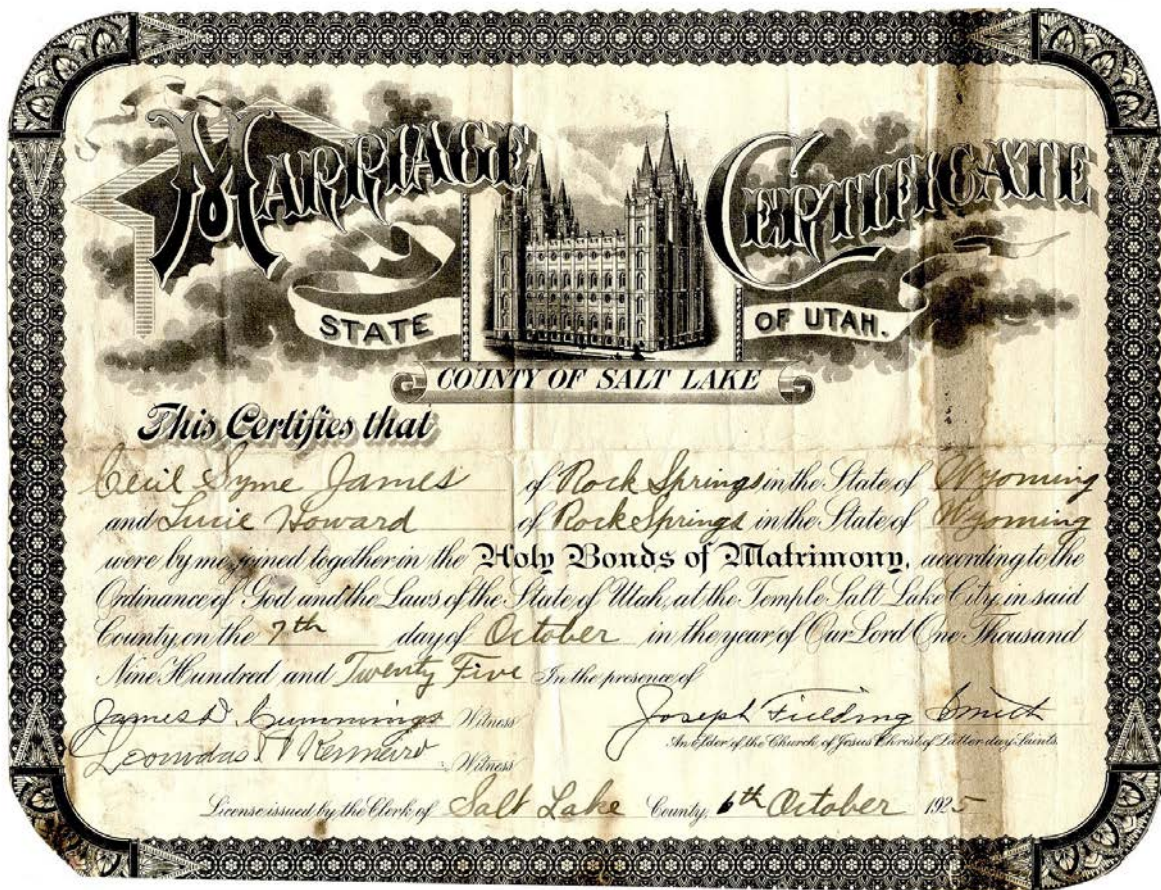 MARRIAGE CERTIFICATE
STATE OF UTAH.
COUNTY OF SALT LAKE
This Certifies that
Cecil Syme James of Rock Springs in the State of Wyoming
and Lucie Howard of Rock Springs in the State of Wyoming
were by me joined together in the Holy Bonds of Matrimony, according to the
Ordinance of God and the Laws of the State of Utah, at the Temple Salt Lake City, in said
County, on the 7th day of October in the year of Our Lord One Thousand
Nine Hundred and Twenty Five In the presence of
James D. Cummings Witness Joseph Fielding Smith
An Elder of the Church of Jesus Christ of Latter-day Saints.
Leonidas Witness
License issued by the Clerk of Salt Lake County, 6th October 1925